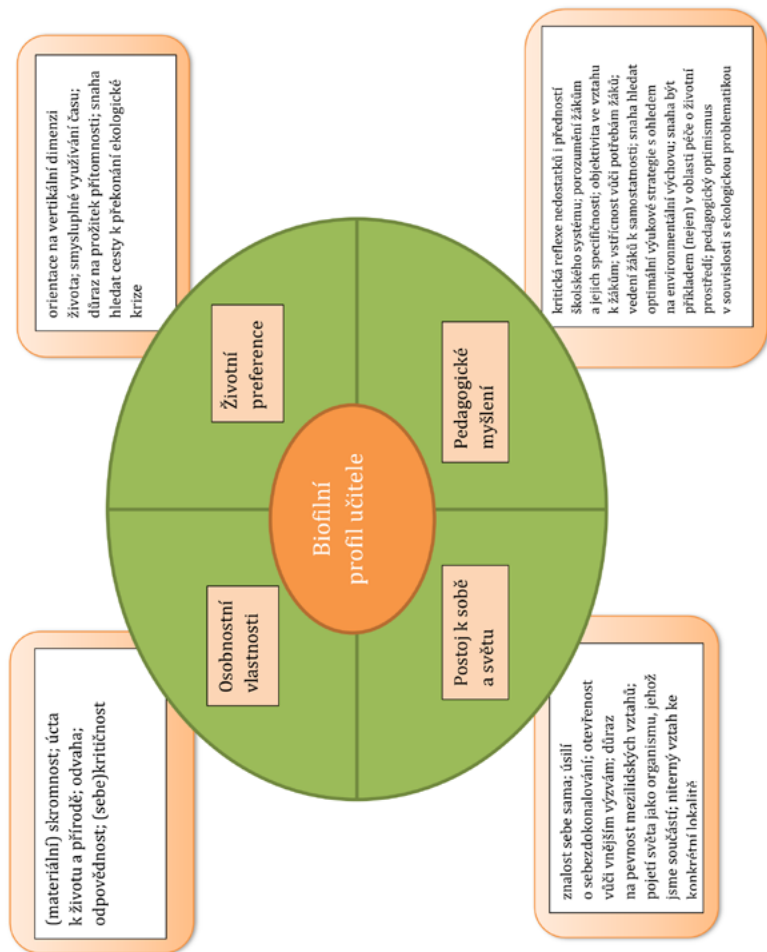 (materiální) skromnost; úcta
k životu a přírodě; odvaha;
odpovědnost; (sebe)kritičnost
orientace na vertikální dimenzi
života; smysluplné využívání času;
důraz na prožitek přítomnosti; snaha
hledat cesty k překonání ekologické
krize
Osobnostní
vlastnosti
Životní
preference
Biofilní
profil učitele
Postoj k sobě
a světu
Pedagogické
myšlení
znalost sebe sama; úsilí
o sebezdokonalování; otevřenost
vůči vnějším výzvám; důraz
na pevnost mezilidských vztahů;
pojetí světa jako organismu, jehož
jsme součástí; niterný vztah ke
konkrétní lokalitě
kritická reflexe nedostatků i předností
školského systému; porozumění žákům
a jejich specifičnosti; objektivita ve vztahu
k žákům; vstřícnost vůči potřebám žáků;
vedení žáků k samostatnosti; snaha hledat
optimální výukové strategie s ohledem
na environmentální výchovu; snaha být
příkladem (nejen) v oblasti péče o životní
prostředí; pedagogický optimismus
v souvislosti s ekologickou problematikou